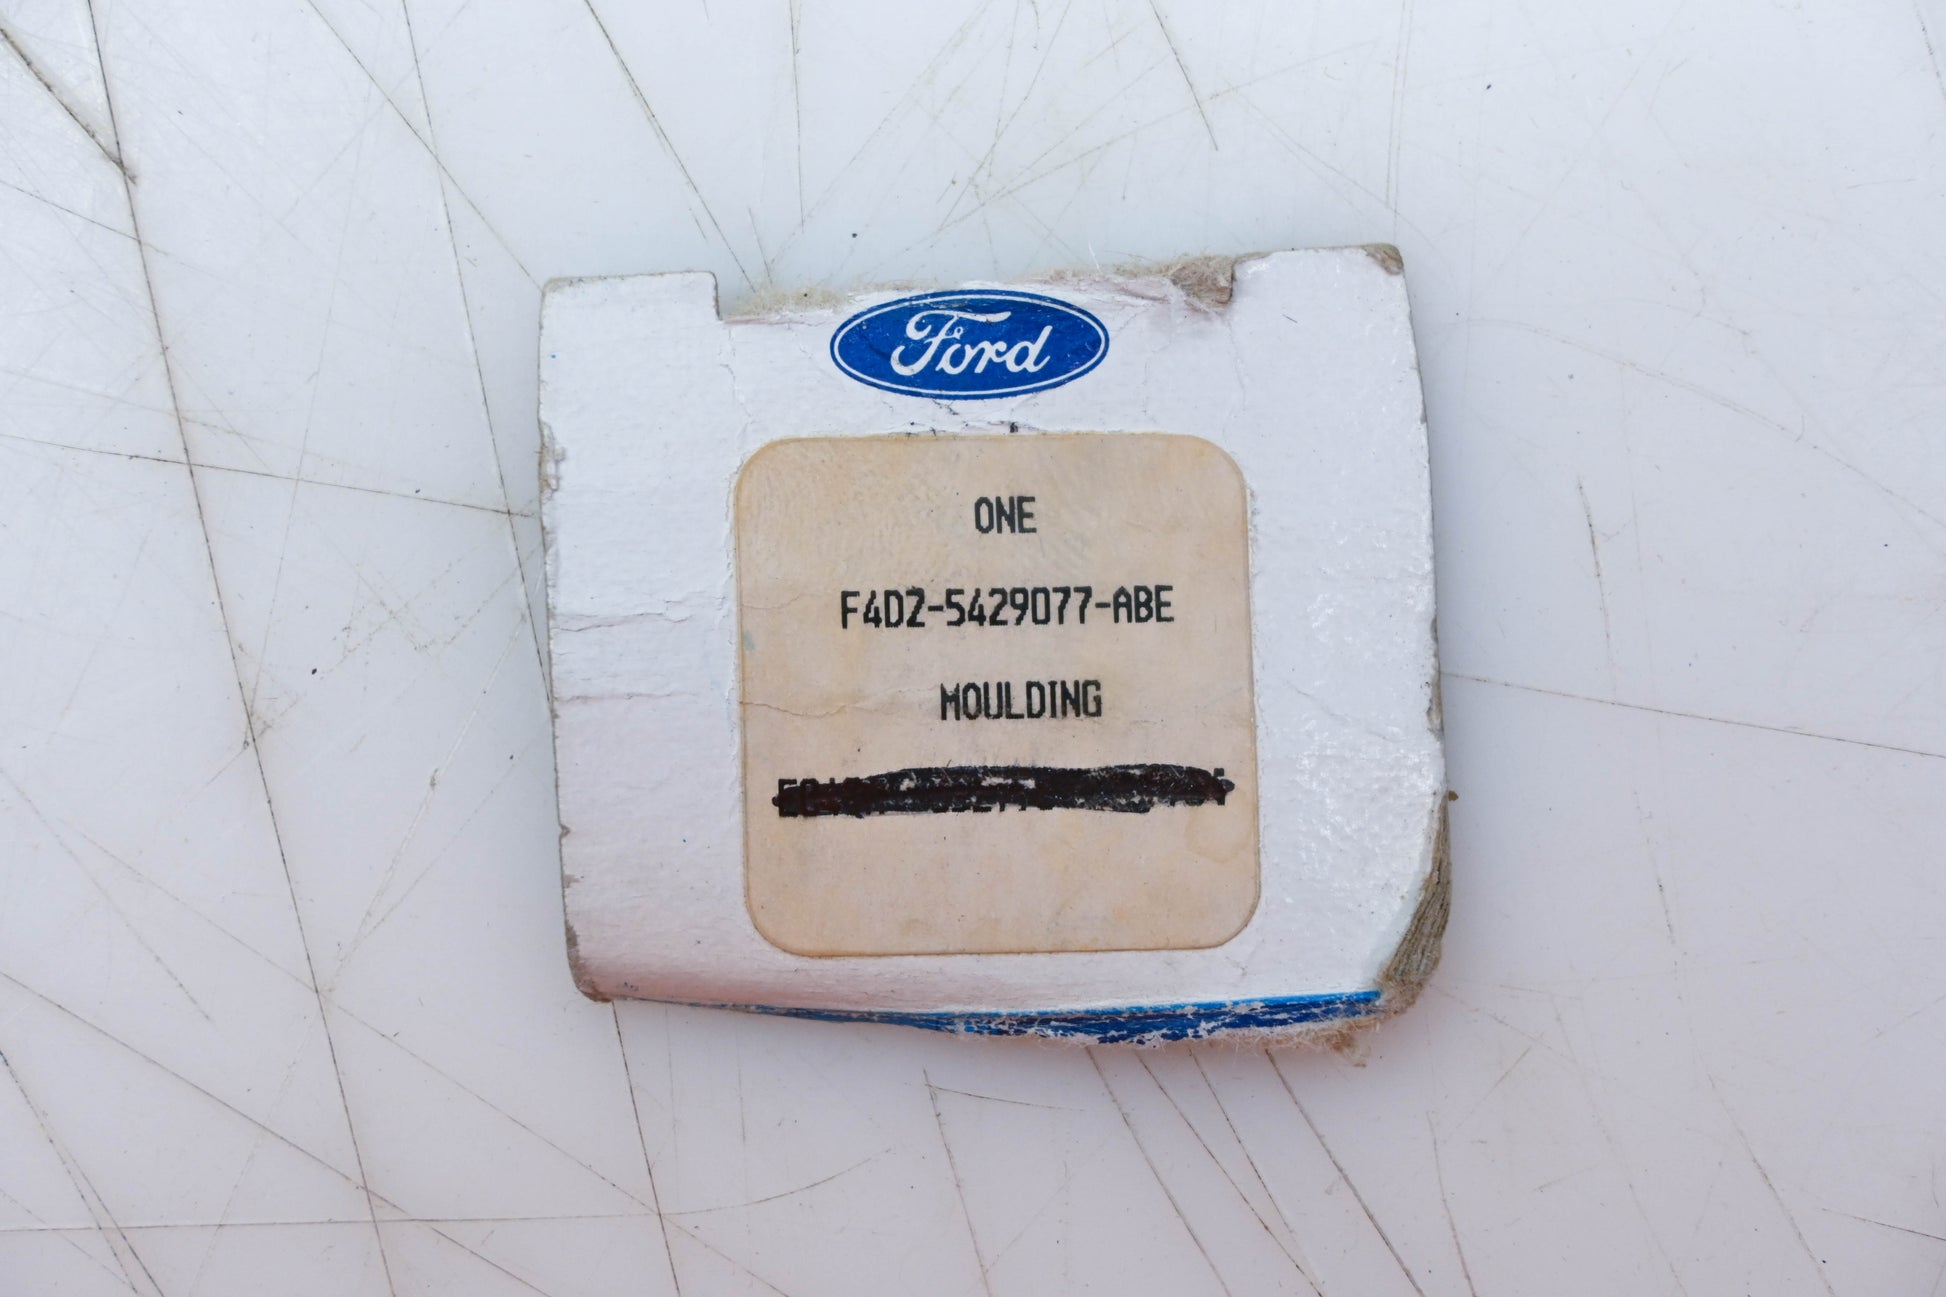 Ford
ONE
F4DZ-5429077-ABE
MOULDING